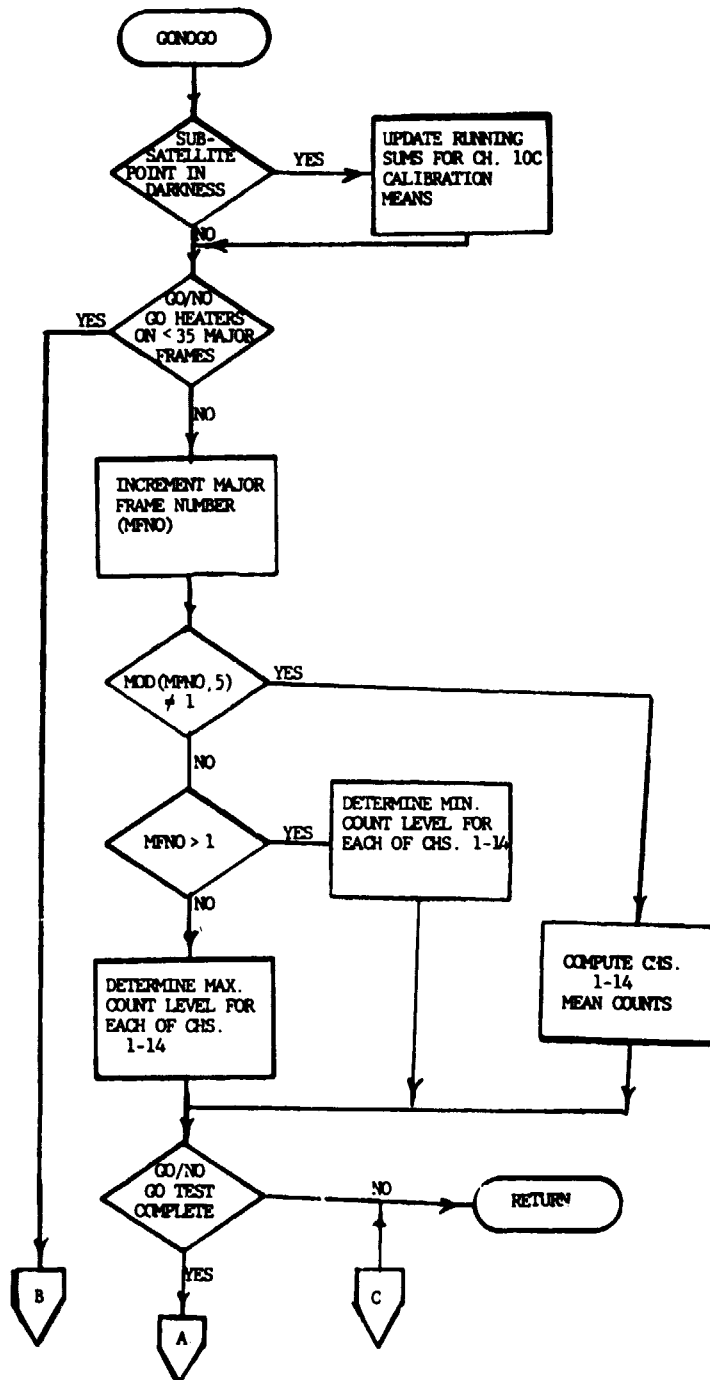 GONOGO
SUB-
SATELLITE
POINT IN
DARKNESS
YES
UPDATE RUNNING
SUMS FOR CH. 10C
CALIBRATION
MEANS
NO
GO/NO
GO HEATERS
ON < 35 MAJOR
FRAMES
YES
NO
INCREMENT MAJOR
FRAME NUMBER
(MFNO)
MOD(MFNO,5)
≠ 1
YES
NO
MFNO > 1
YES
DETERMINE MIN.
COUNT LEVEL FOR
EACH OF CHS. 1-14
NO
DETERMINE MAX.
COUNT LEVEL FOR
EACH OF CHS.
1-14
COMPUTE CHS.
1-14
MEAN COUNTS
GO/NO
GO TEST
COMPLETE
NO
RETURN
YES
B
A
C